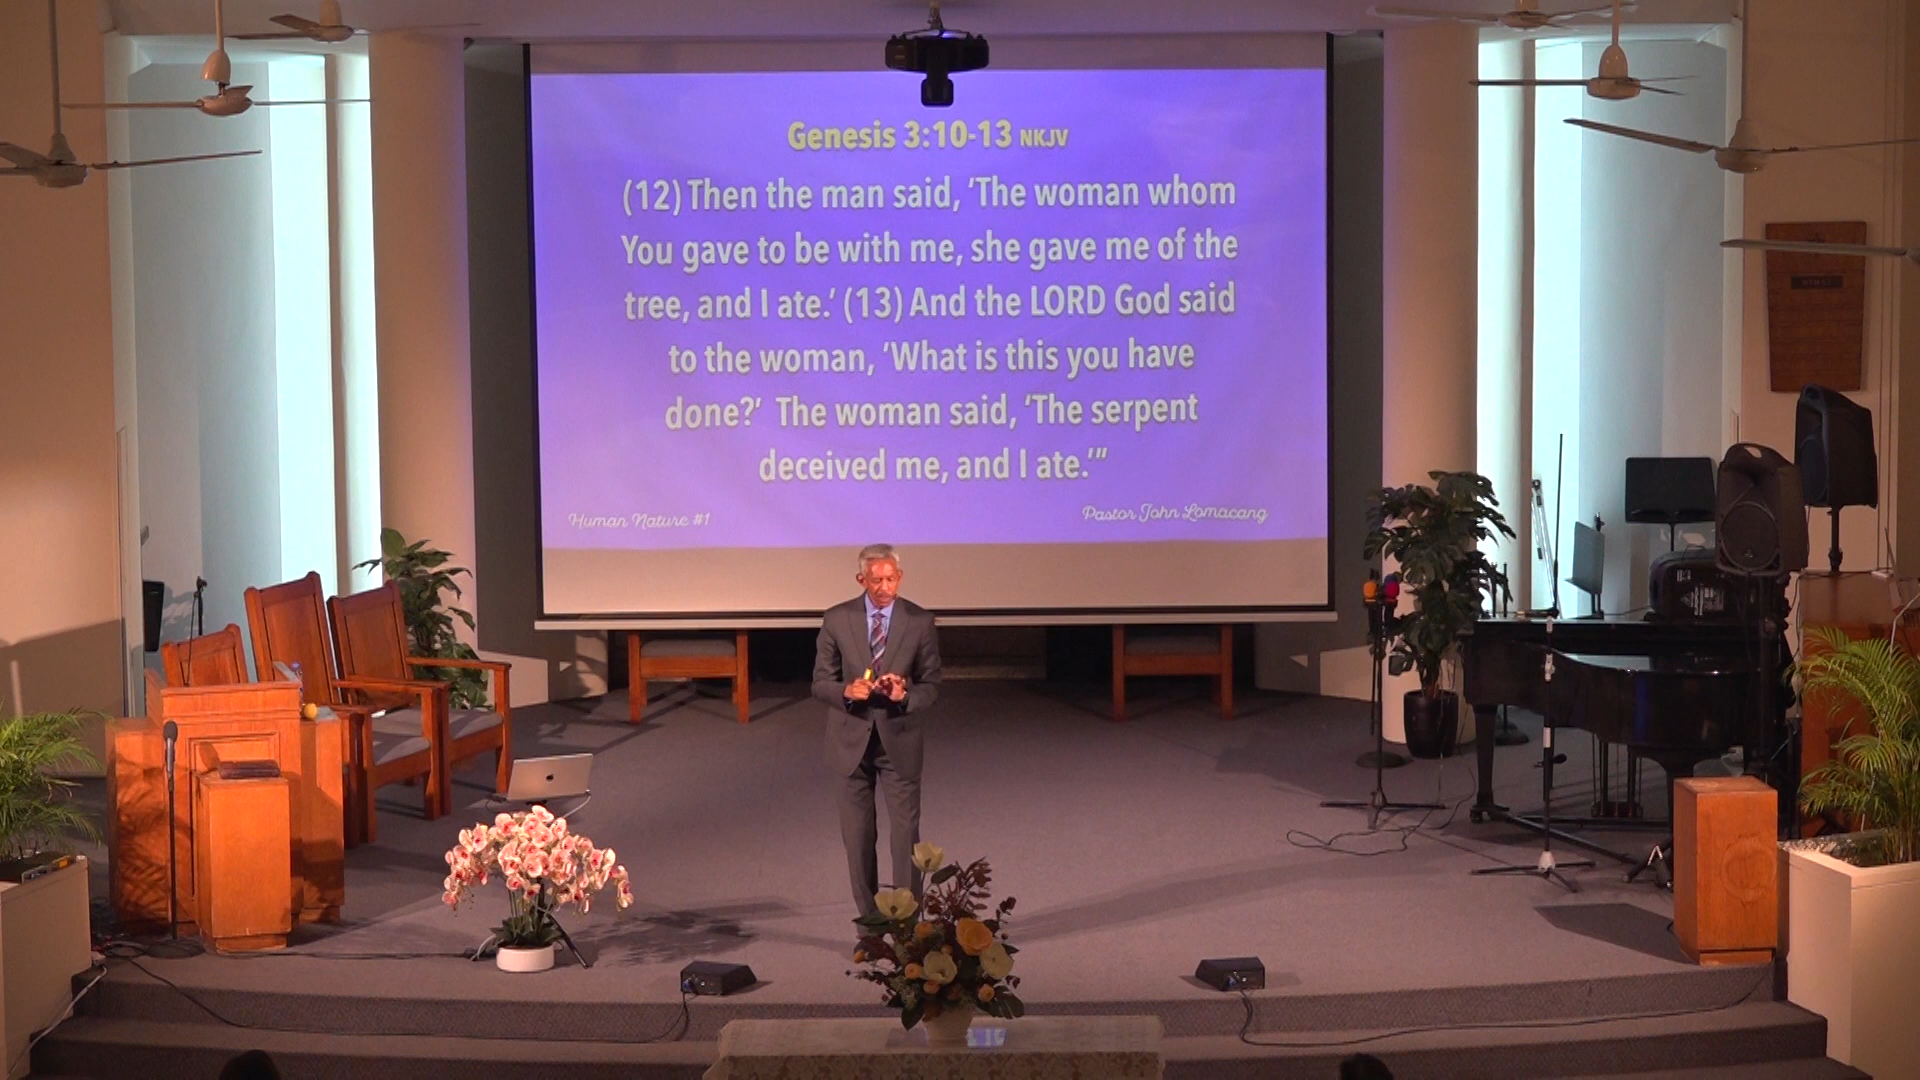 Genesis 3:10-13 NKJV
(12) Then the man said, 'The woman whom
You gave to be with me, she gave me of the
tree, and I ate.' (13) And the LORD God said
to the woman, 'What is this you have
done?' The woman said, 'The serpent
deceived me, and I ate.'"
Human Nature #1
Pastor John Lomacang